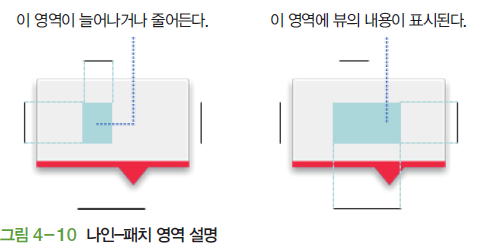 이 영역이 늘어나거나 줄어든다.
이 영역에 뷰의 내용이 표시된다.
그림 4-10 나인-패치 영역 설명